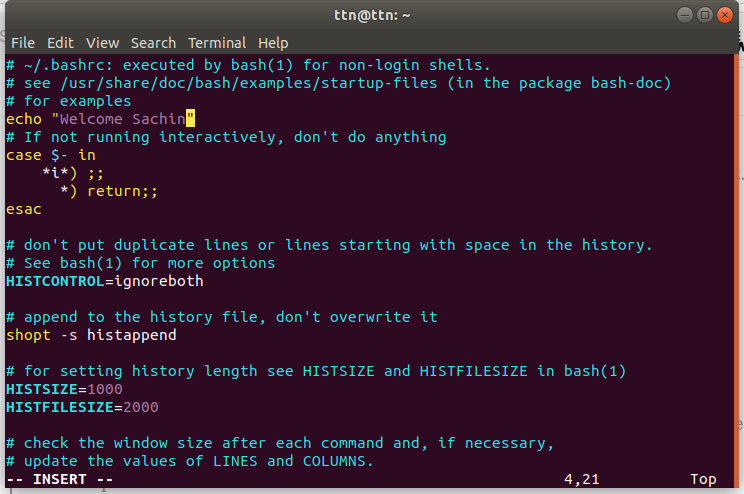 ttn@ttn: ~
File Edit View Search Terminal Help
# ~/.bashrc: executed by bash(1) for non-login shells.
# see /usr/share/doc/bash/examples/startup-files (in the package bash-doc)
# for examples
echo "Welcome Sachin"
# If not running interactively, don't do anything
case $- in
    *i*) ;;
      *) return;;
esac

# don't put duplicate lines or lines starting with space in the history.
# See bash(1) for more options
HISTCONTROL=ignoreboth

# append to the history file, don't overwrite it
shopt -s histappend

# for setting history length see HISTSIZE and HISTFILESIZE in bash(1)
HISTSIZE=1000
HISTFILESIZE=2000

# check the window size after each command and, if necessary,
# update the values of LINES and COLUMNS.
-- INSERT -- 4,21 Top